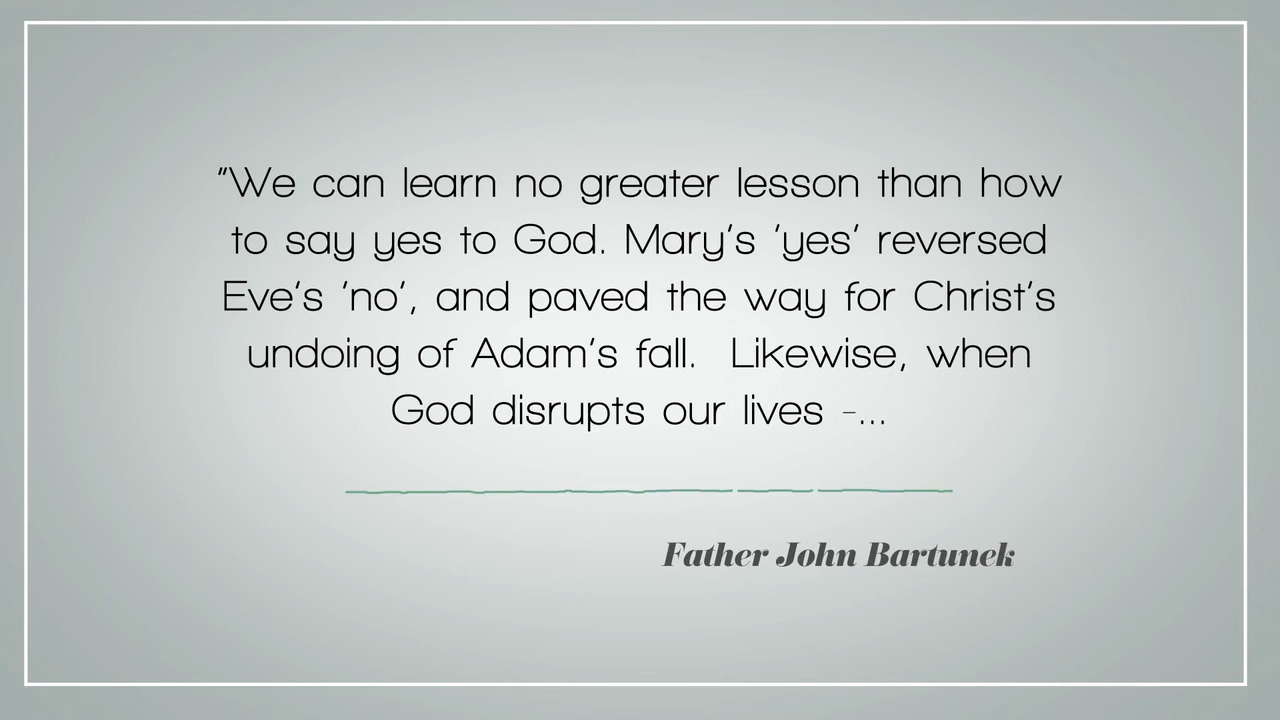 "We can learn no greater lesson than how
to say yes to God. Mary's 'yes' reversed
Eve's 'no', and paved the way for Christ's
undoing of Adam's fall.  Likewise, when
God disrupts our lives -...
Father John Bartunek